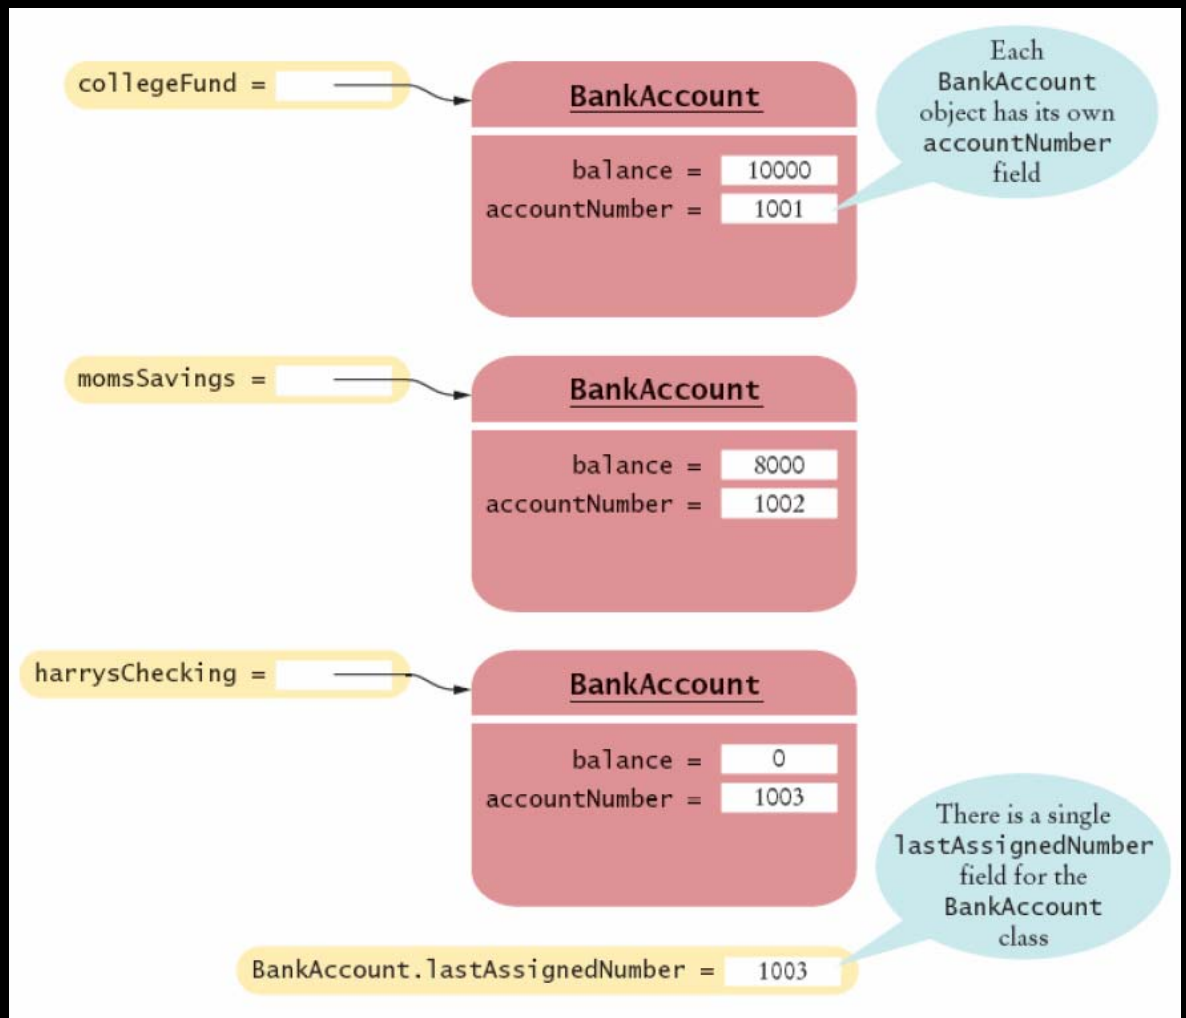 collegeFund =
BankAccount
balance = 10000
accountNumber = 1001
Each
BankAccount
object has its own
accountNumber
field
momsSavings =
BankAccount
balance = 8000
accountNumber = 1002
harrysChecking =
BankAccount
balance = 0
accountNumber = 1003
There is a single
lastAssignedNumber
field for the
BankAccount
class
BankAccount.lastAssignedNumber = 1003